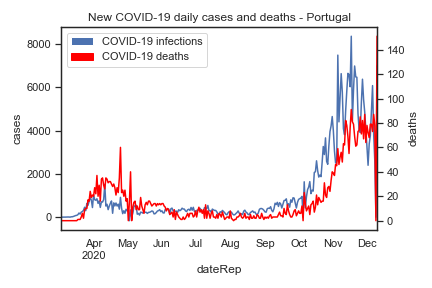 New COVID-19 daily cases and deaths - Portugal
COVID-19 infections
COVID-19 deaths
8000
6000
4000
2000
0
cases
140
120
100
80
60
40
20
0
deaths
Apr May Jun Jul Aug Sep Oct Nov Dec
2020
dateRep